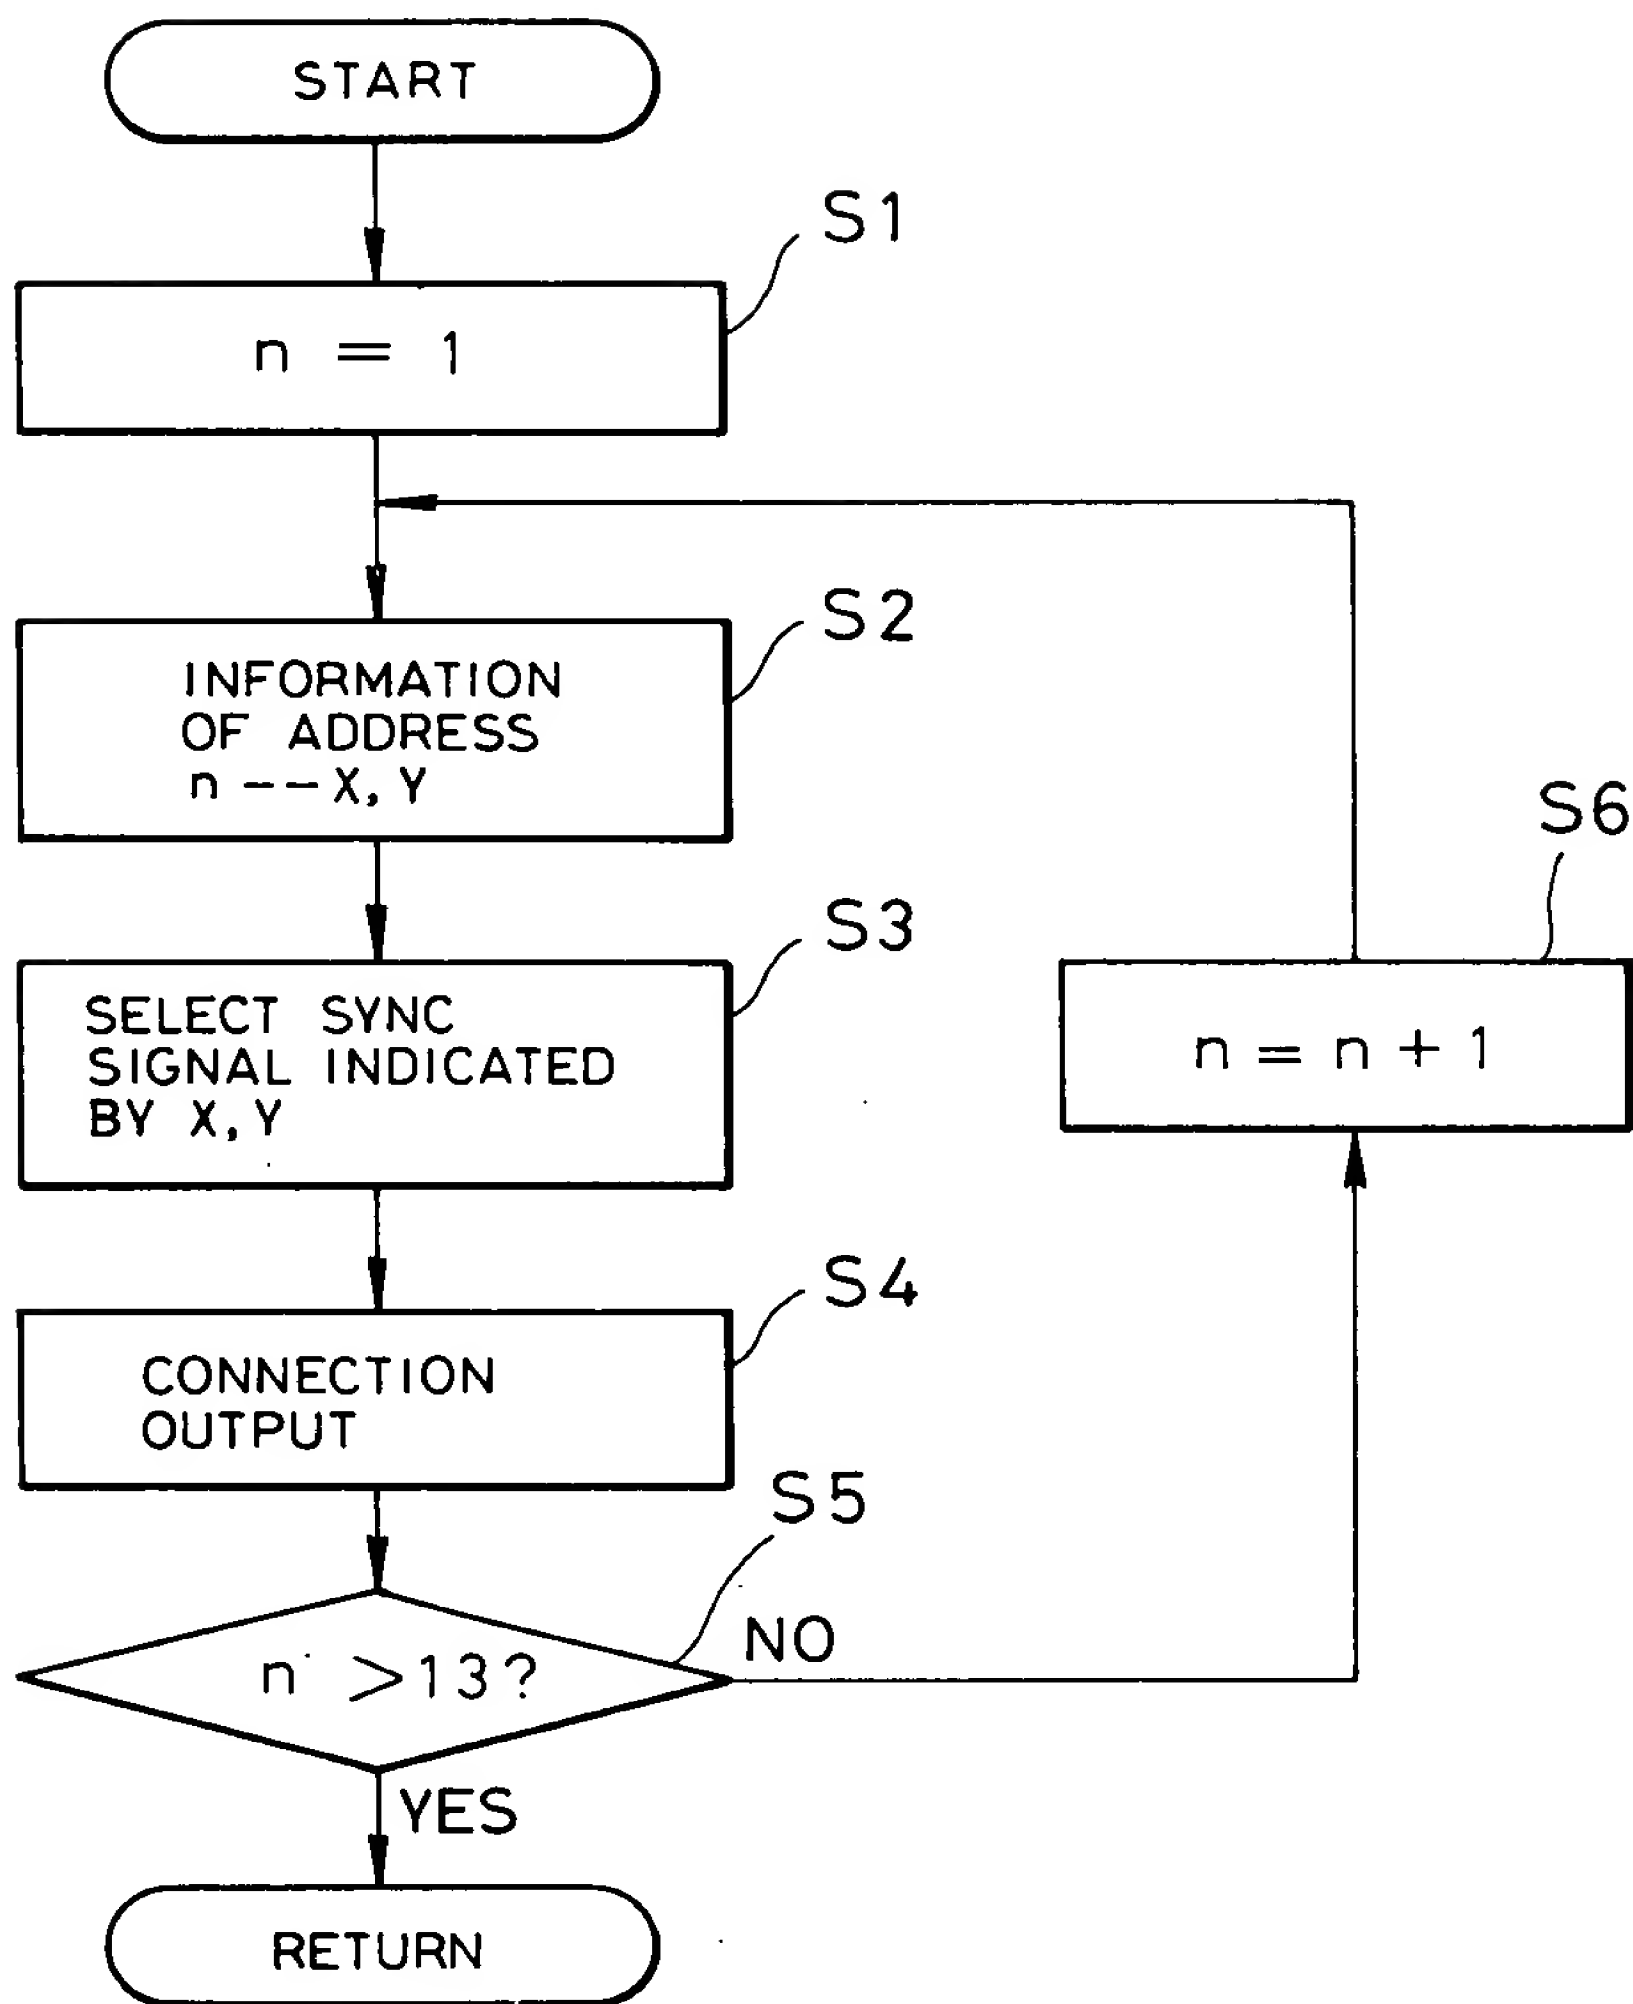 START
S1
n = 1
S2
INFORMATION
OF ADDRESS
n -- X, Y
S3
SELECT SYNC
SIGNAL INDICATED
BY X, Y
S6
n = n + 1
S4
CONNECTION
OUTPUT
S5
n > 13?
NO
YES
RETURN